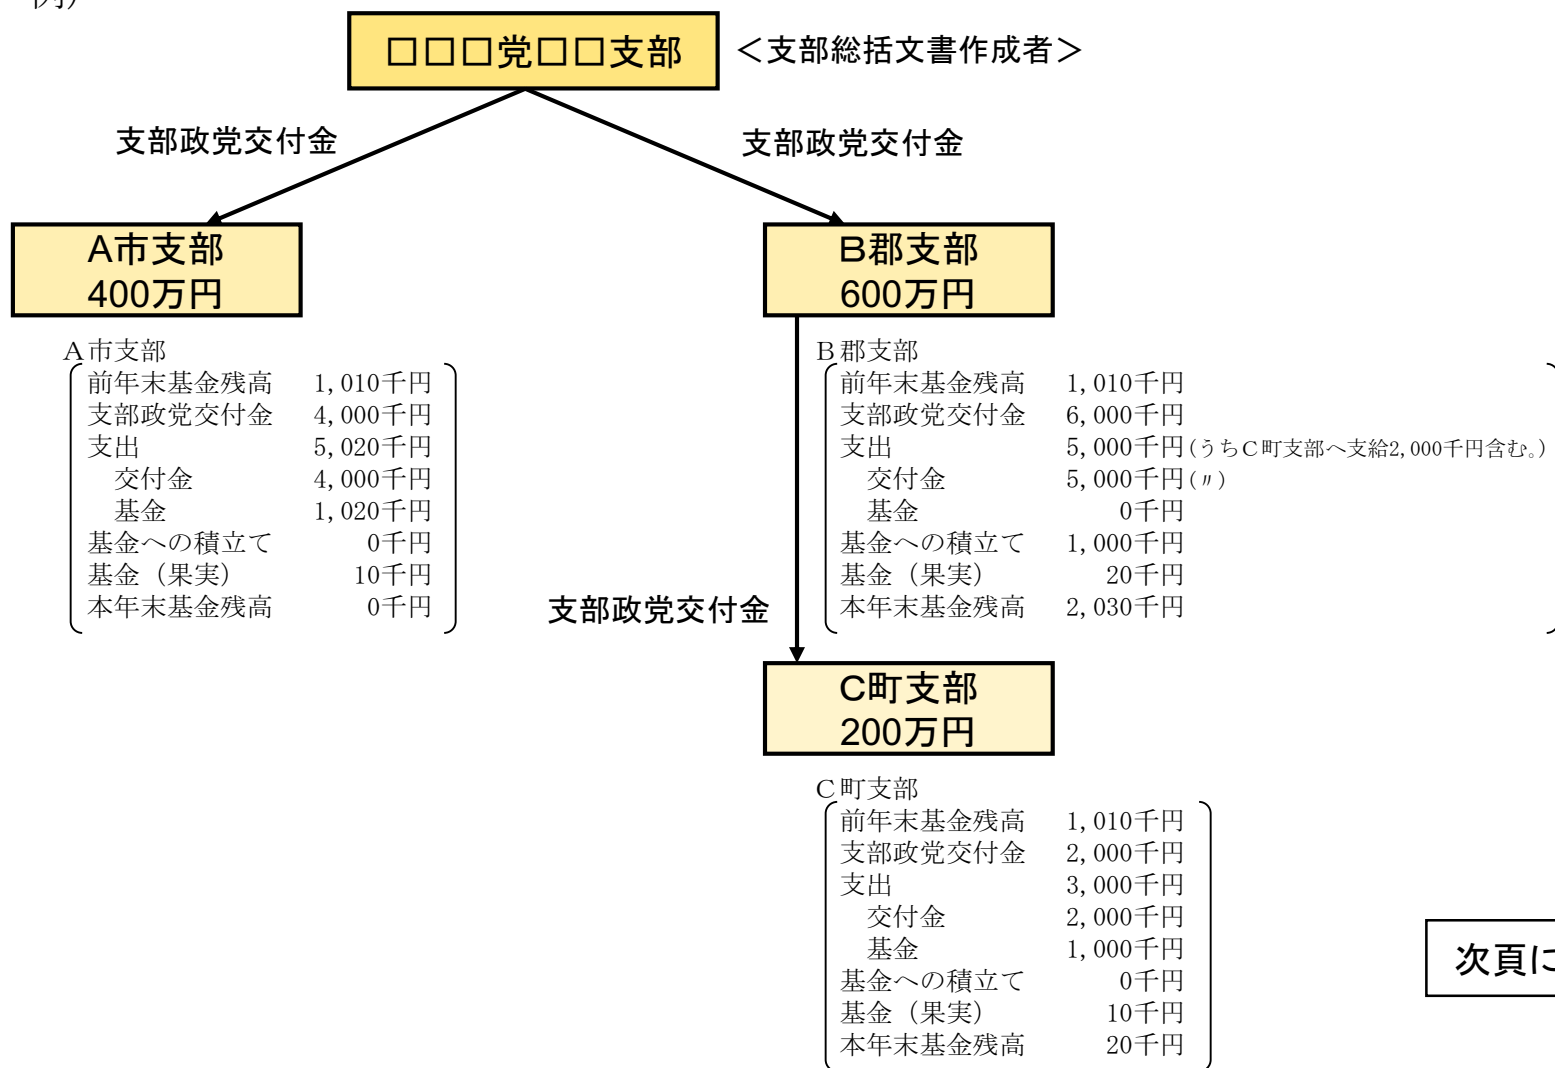 例)
□□□党□□支部
＜支部総括文書作成者＞
支部政党交付金
支部政党交付金
A市支部
400万円
Ｂ郡支部
600万円
Ａ市支部
前年末基金残高 1,010千円
支部政党交付金 4,000千円
支出 5,020千円
交付金 4,000千円
基金 1,020千円
基金への積立て 0千円
基金（果実） 10千円
本年末基金残高 0千円
Ｂ郡支部
前年末基金残高 1,010千円
支部政党交付金 6,000千円
支出 5,000千円(うちＣ町支部へ支給2,000千円含む。)
交付金 5,000千円(〃)
基金 0千円
基金への積立て 1,000千円
基金（果実） 20千円
本年末基金残高 2,030千円
支部政党交付金
C町支部
200万円
Ｃ町支部
前年末基金残高 1,010千円
支部政党交付金 2,000千円
支出 3,000千円
交付金 2,000千円
基金 1,000千円
基金への積立て 0千円
基金（果実） 10千円
本年末基金残高 20千円
次頁に